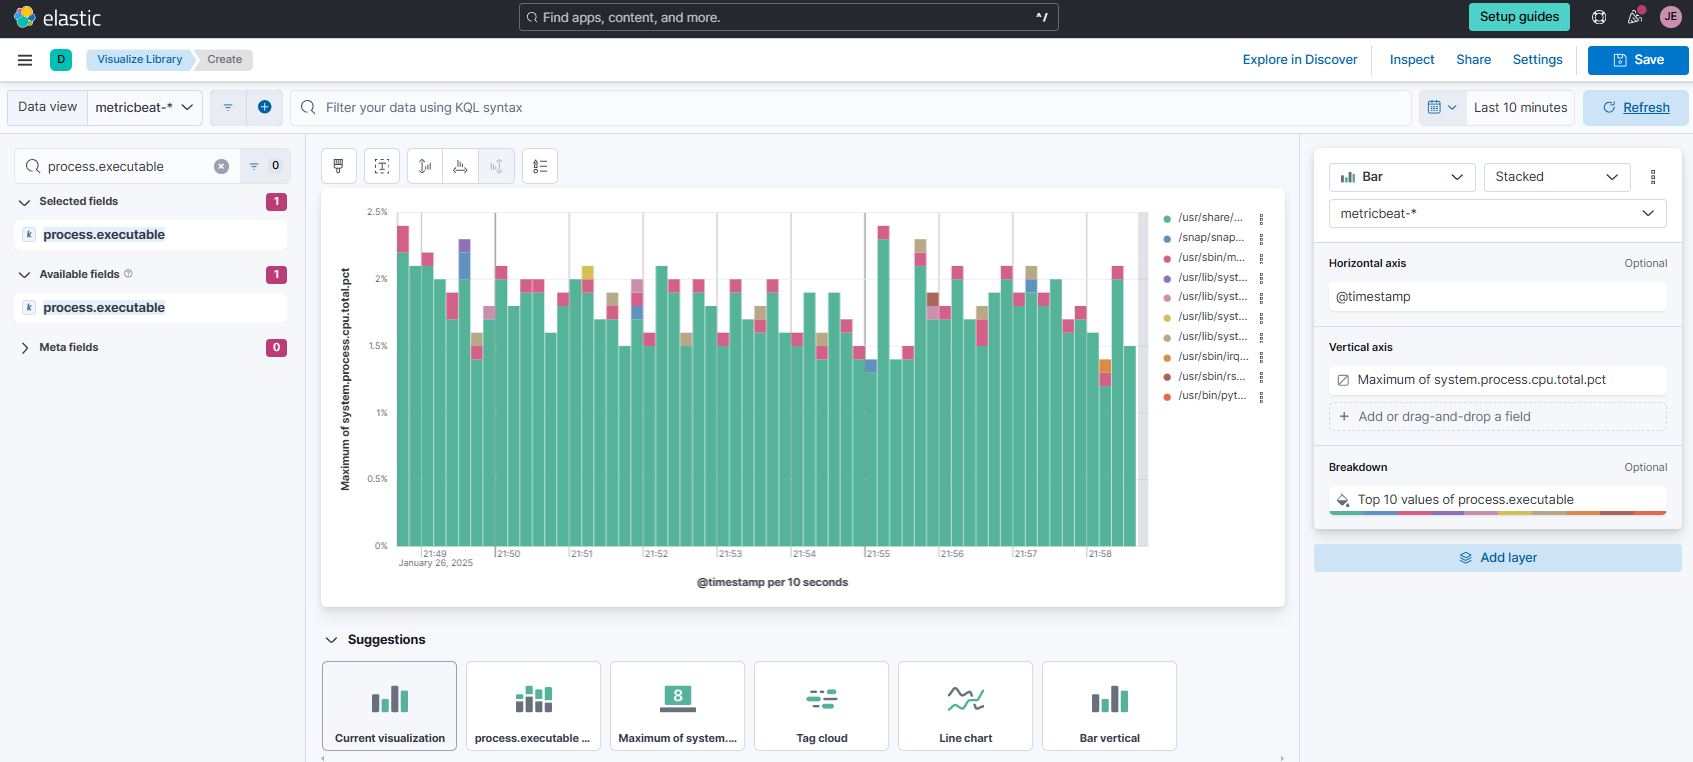 elastic
Find apps, content, and more.
^/
Setup guides
JE
D
Visualize Library
Create
Explore in Discover
Inspect
Share
Settings
Save
Data view
metricbeat-*
Filter your data using KQL syntax
Last 10 minutes
Refresh
process.executable
0
Selected fields
1
k process.executable
Available fields
1
k process.executable
Meta fields
0
2.5%
2%
1.5%
1%
0.5%
0%
Maximum of system.process.cpu.total.pct
21:49
21:50
21:51
21:52
21:53
21:54
21:55
21:56
21:57
21:58
January 26, 2025
@timestamp per 10 seconds
/usr/share/...
/snap/snap...
/usr/sbin/m...
/usr/lib/syst...
/usr/lib/syst...
/usr/lib/syst...
/usr/lib/syst...
/usr/sbin/irq...
/usr/sbin/rs...
/usr/bin/pyt...
Suggestions
Current visualization
process.executable ...
8
Maximum of system....
Tag cloud
Line chart
Bar vertical
Bar
Stacked
metricbeat-*
Horizontal axis
Optional
@timestamp
Vertical axis
Maximum of system.process.cpu.total.pct
Add or drag-and-drop a field
Breakdown
Optional
Top 10 values of process.executable
Add layer